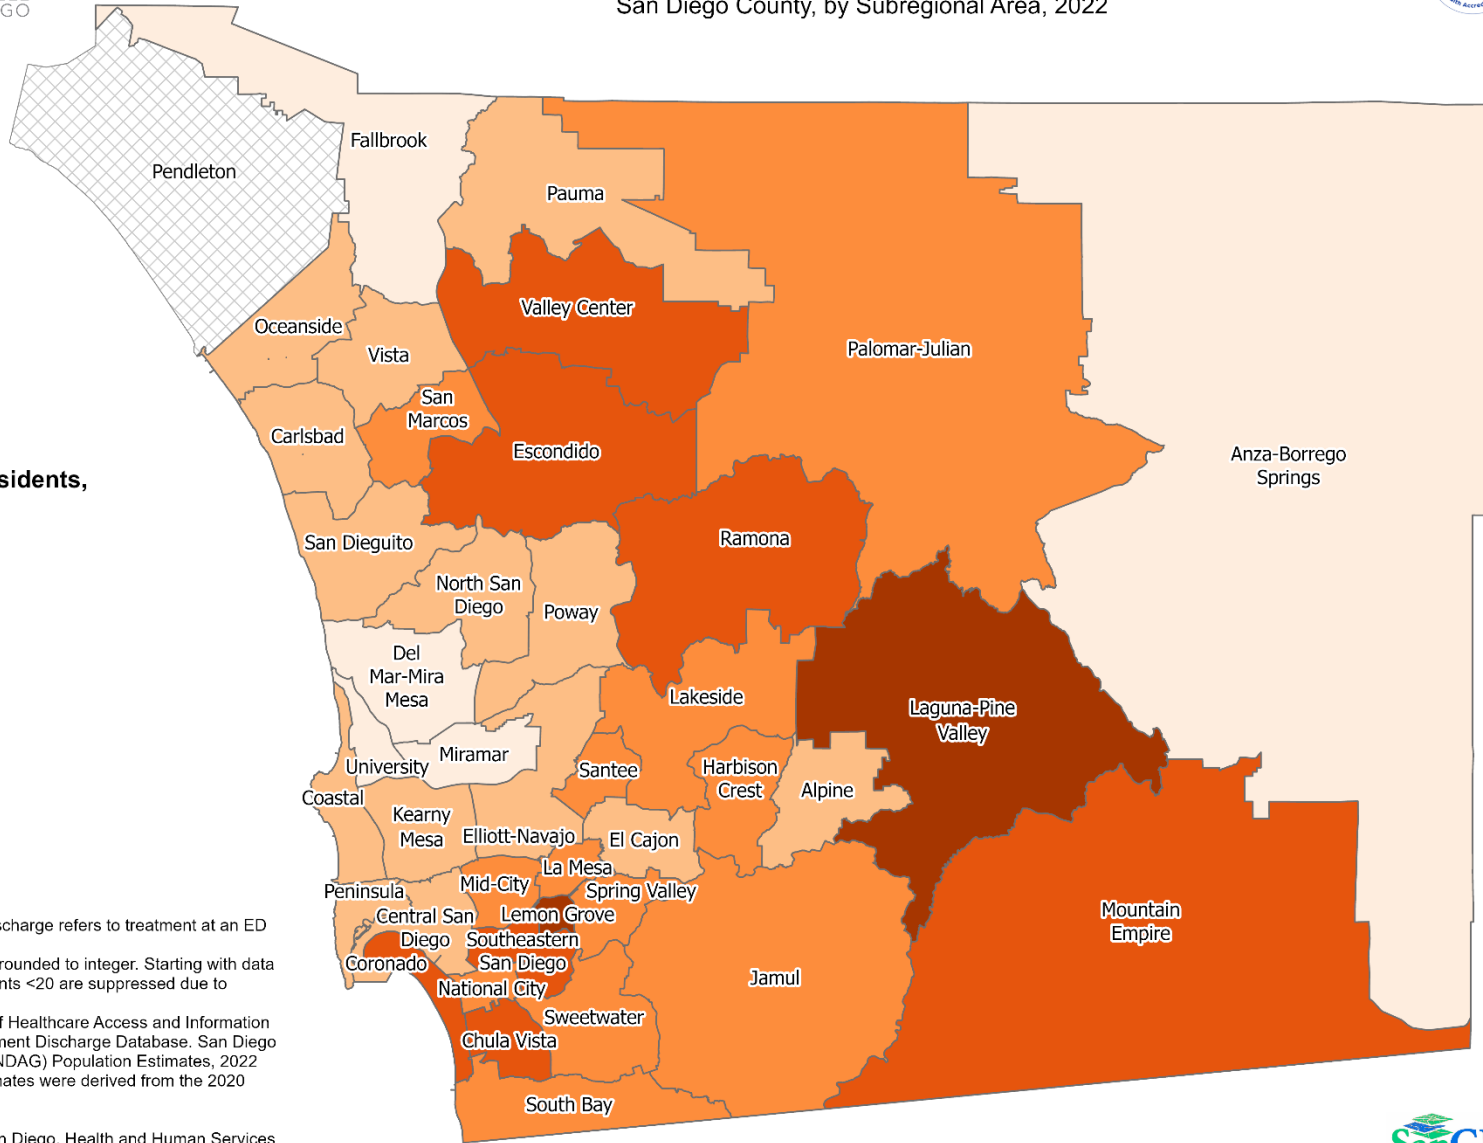 GO
San Diego County, by Subregional Area, 2022
Fallbrook
Pendleton
Pauma
Valley Center
Oceanside
Vista
Palomar-Julian
San
Marcos
Carlsbad
Escondido
Anza-Borrego
Springs
sidents,
San Dieguito
Ramona
North San
Diego
Poway
Del
Mar-Mira
Mesa
Lakeside
Laguna-Pine
Valley
Miramar
University
Santee
Harbison
Crest
Alpine
Coastal
Kearny
Mesa
Elliott-Navajo
El Cajon
La Mesa
Peninsula
Mid-City
Spring Valley
Central San
Diego
Lemon Grove
Mountain
Empire
Southeastern
San Diego
Coronado
National City
Jamul
Sweetwater
Chula Vista
South Bay
scharge refers to treatment at an ED
rounded to integer. Starting with data
nts <20 are suppressed due to
f Healthcare Access and Information
ment Discharge Database. San Diego
NDAG) Population Estimates, 2022
nates were derived from the 2020
n Diego, Health and Human Services